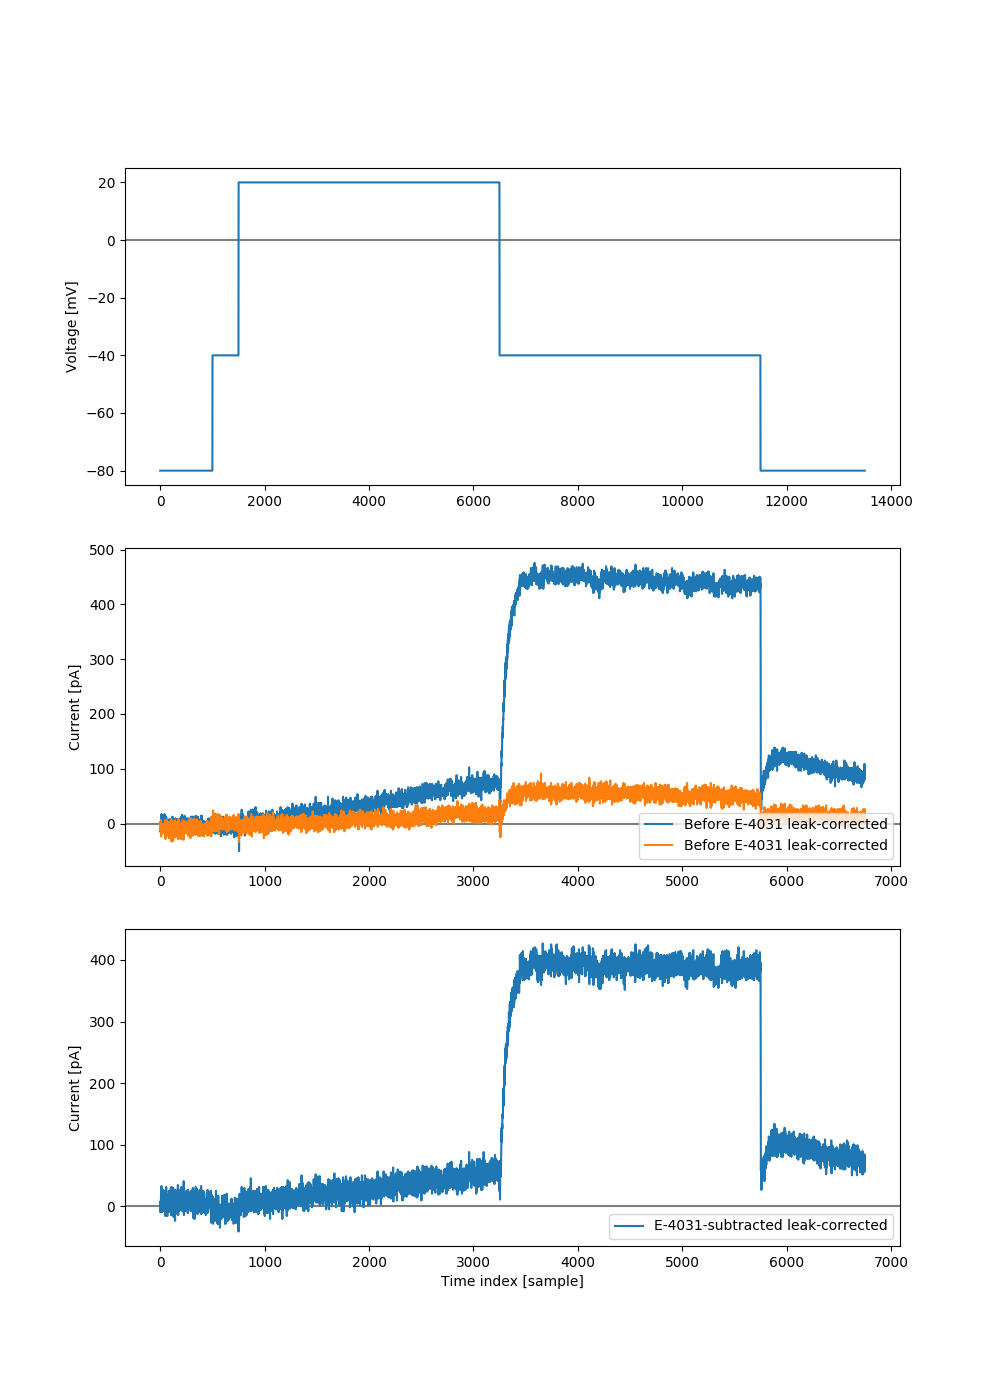 20
0
−20
−40
−60
−80
Voltage [mV]
0 2000 4000 6000 8000 10000 12000 14000
500
400
300
200
100
0
Current [pA]
Before E-4031 leak-corrected
Before E-4031 leak-corrected
0 1000 2000 3000 4000 5000 6000 7000
400
300
200
100
0
Current [pA]
E-4031-subtracted leak-corrected
0 1000 2000 3000 4000 5000 6000 7000
Time index [sample]